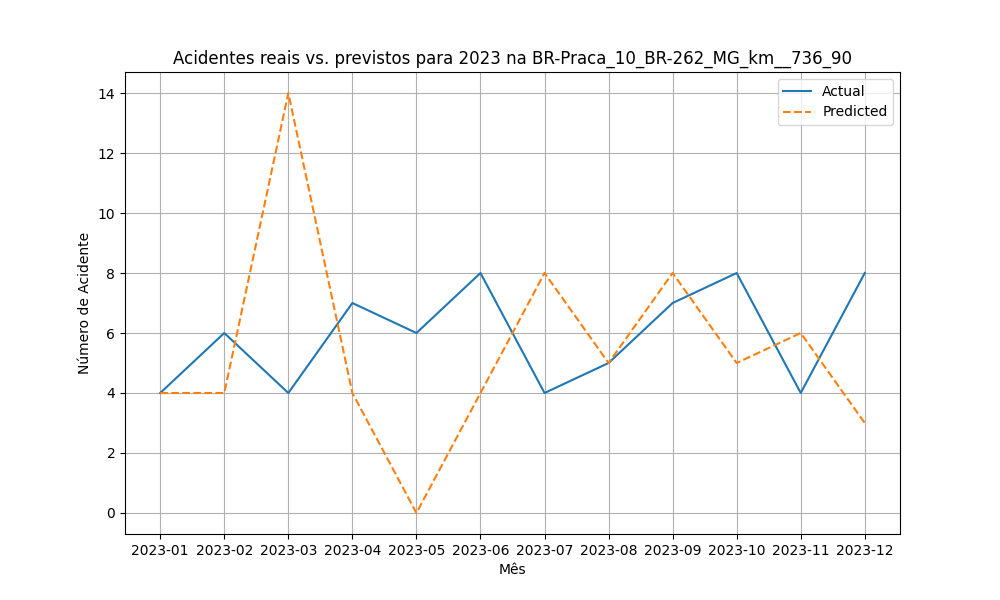 Acidentes reais vs. previstos para 2023 na BR-Praca_10_BR-262_MG_km__736_90
Actual
Predicted
Número de Acidente
14
12
10
8
6
4
2
0
2023-01 2023-02 2023-03 2023-04 2023-05 2023-06 2023-07 2023-08 2023-09 2023-10 2023-11 2023-12
Mês